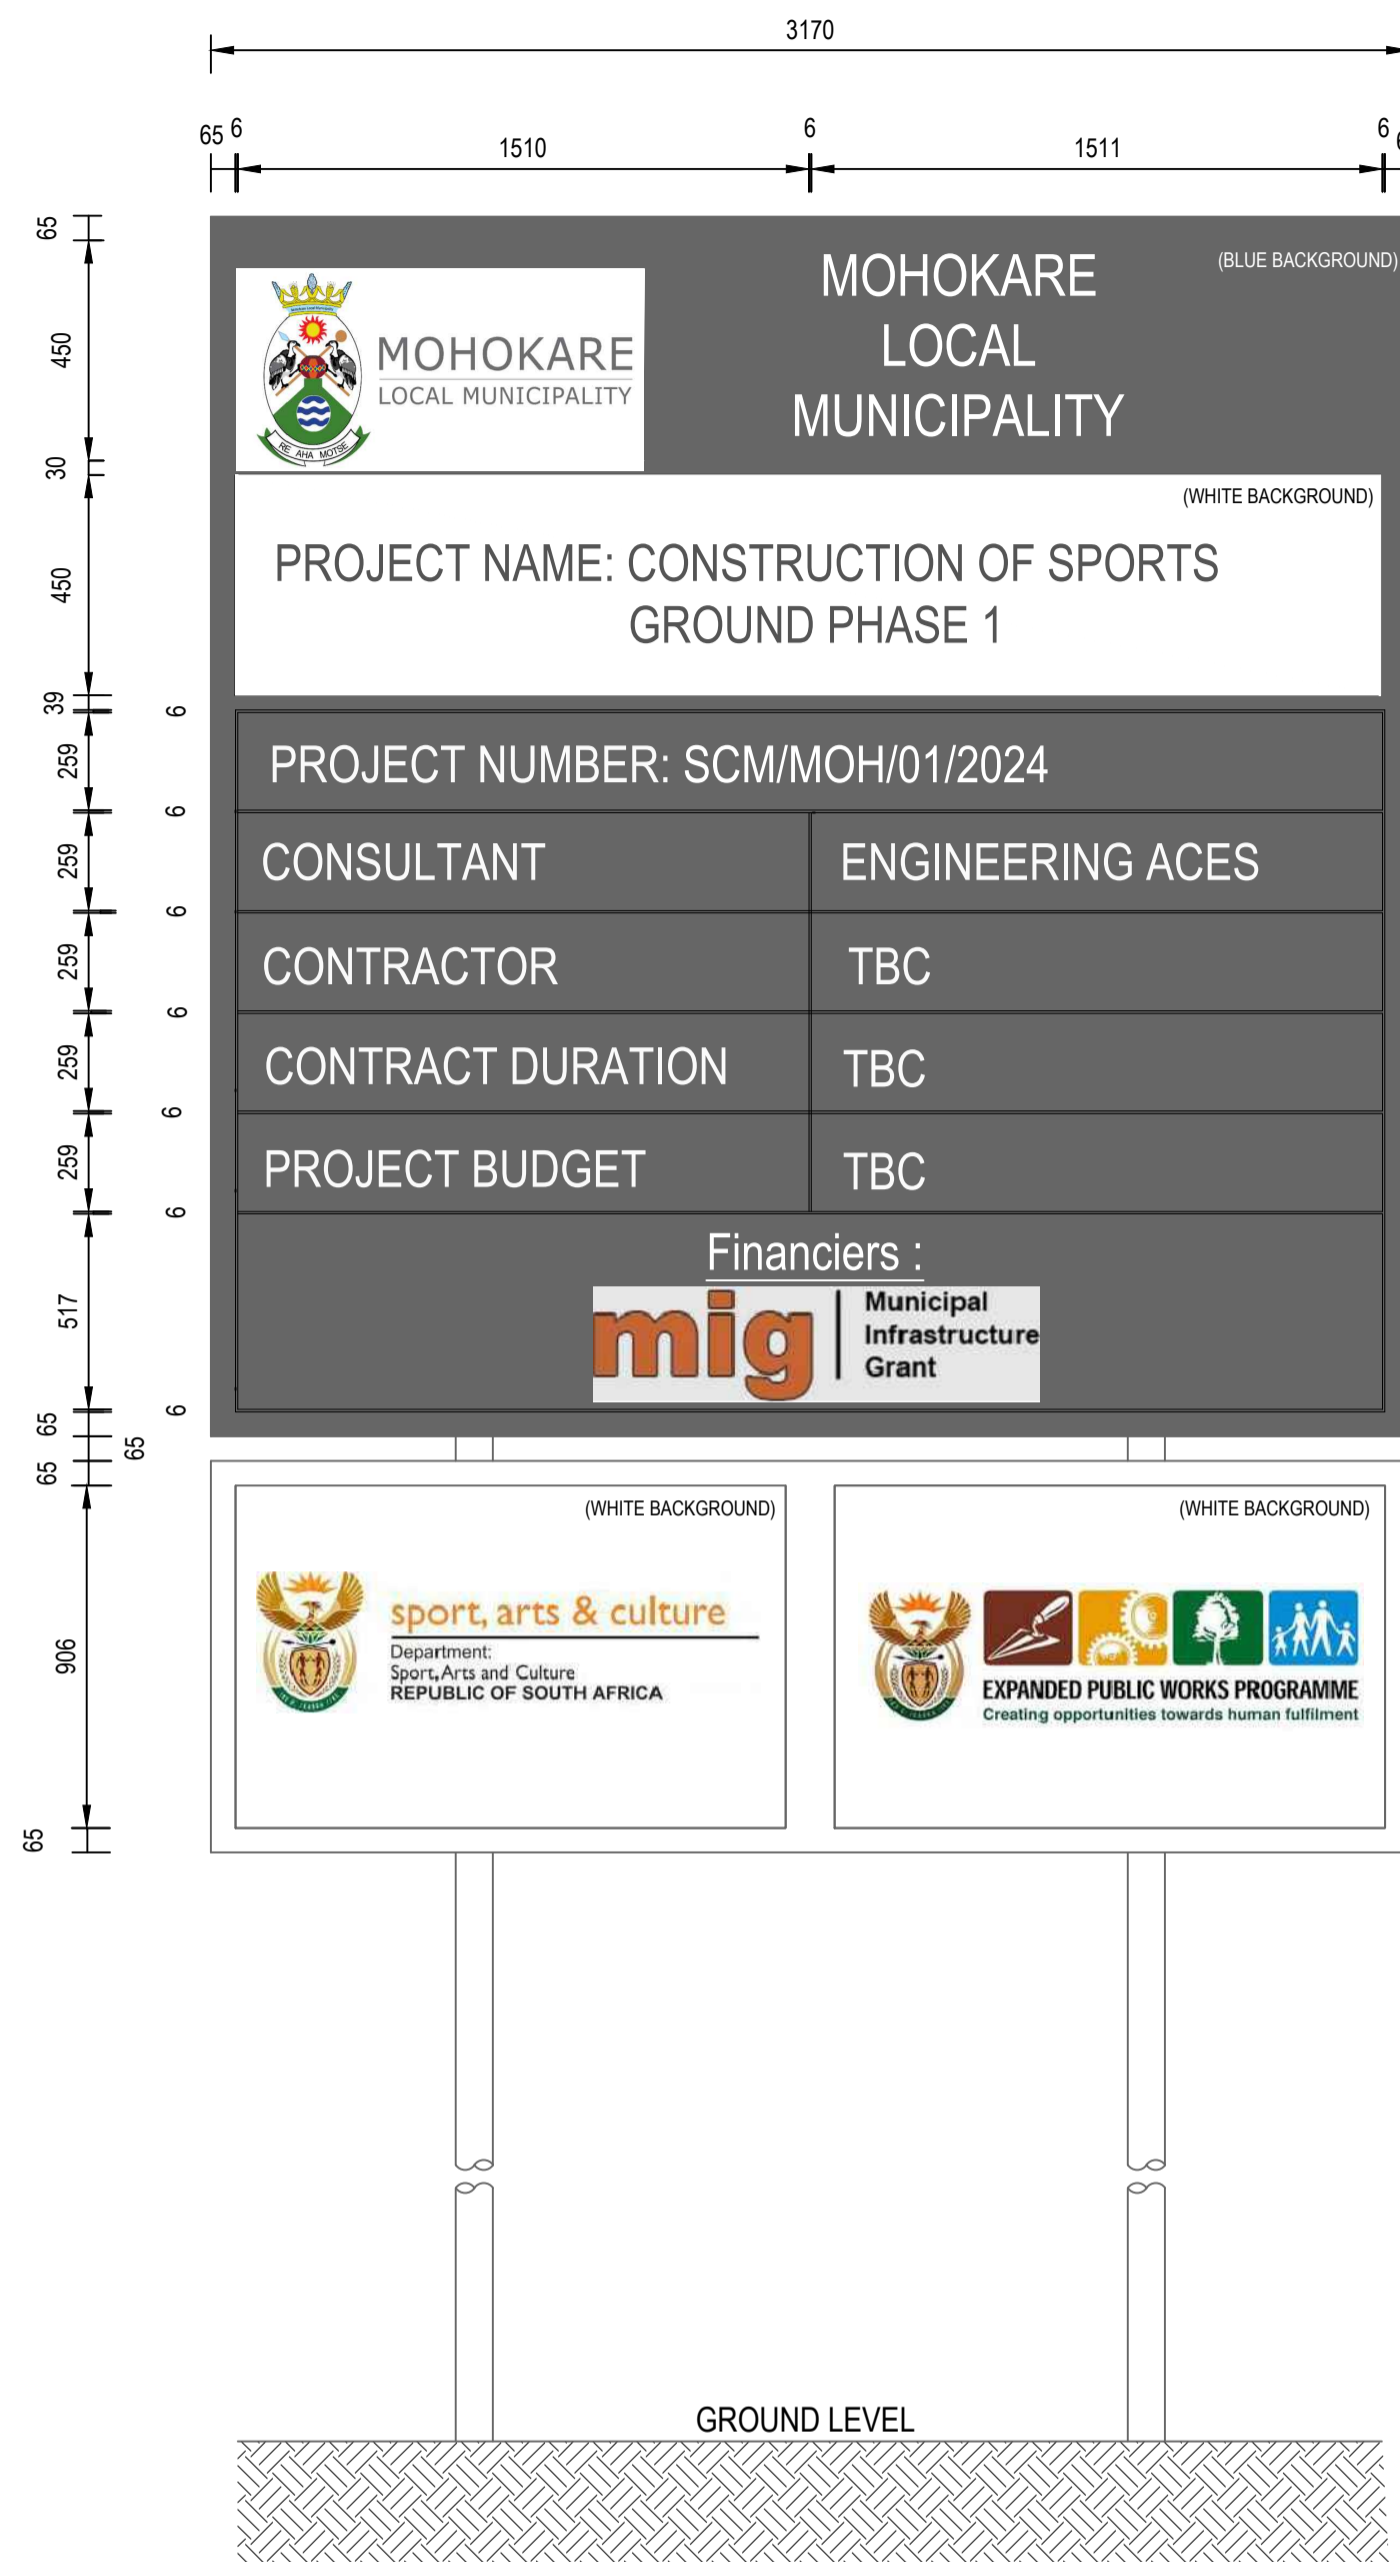 3170
65 6 1510 6 1511 6
65
450
30
450
39
259
259
259
259
259
517
65
65
65
906
65
6
6
6
6
6
6
6
MOHOKARE
LOCAL
MUNICIPALITY
(BLUE BACKGROUND)
MOHOKARE
LOCAL MUNICIPALITY
RE AHA MOTSE
(WHITE BACKGROUND)
PROJECT NAME: CONSTRUCTION OF SPORTS
GROUND PHASE 1
PROJECT NUMBER: SCM/MOH/01/2024
CONSULTANT ENGINEERING ACES
CONTRACTOR TBC
CONTRACT DURATION TBC
PROJECT BUDGET TBC
Financiers :
mig
Municipal
Infrastructure
Grant
(WHITE BACKGROUND)
sport, arts & culture
Department:
Sport, Arts and Culture
REPUBLIC OF SOUTH AFRICA
(WHITE BACKGROUND)
EXPANDED PUBLIC WORKS PROGRAMME
Creating opportunities towards human fulfilment
GROUND LEVEL